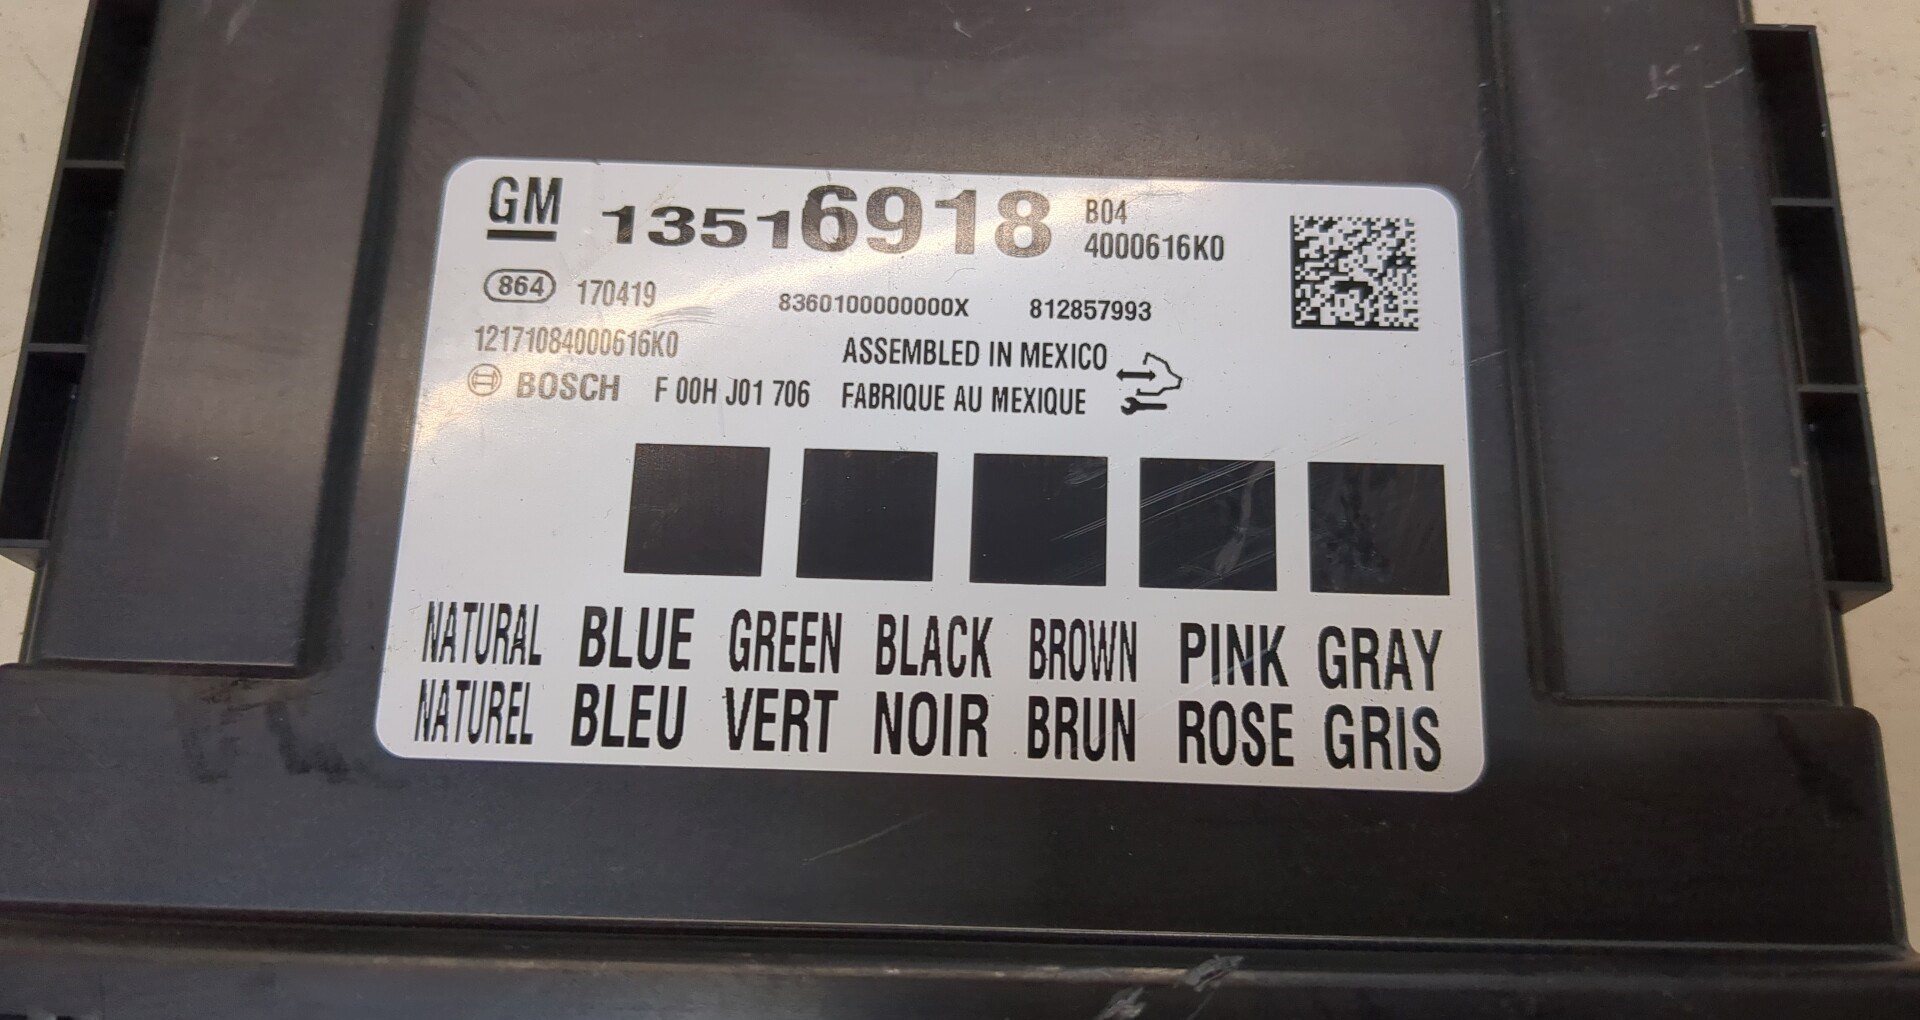 GM 13516918 B04
4000616K0
864 170419 8360100000000X 812857993
12171084000616K0 ASSEMBLED IN MEXICO
BOSCH F 00H J01 706 FABRIQUE AU MEXIQUE
NATURAL BLUE GREEN BLACK BROWN PINK GRAY
NATUREL BLEU VERT NOIR BRUN ROSE GRIS